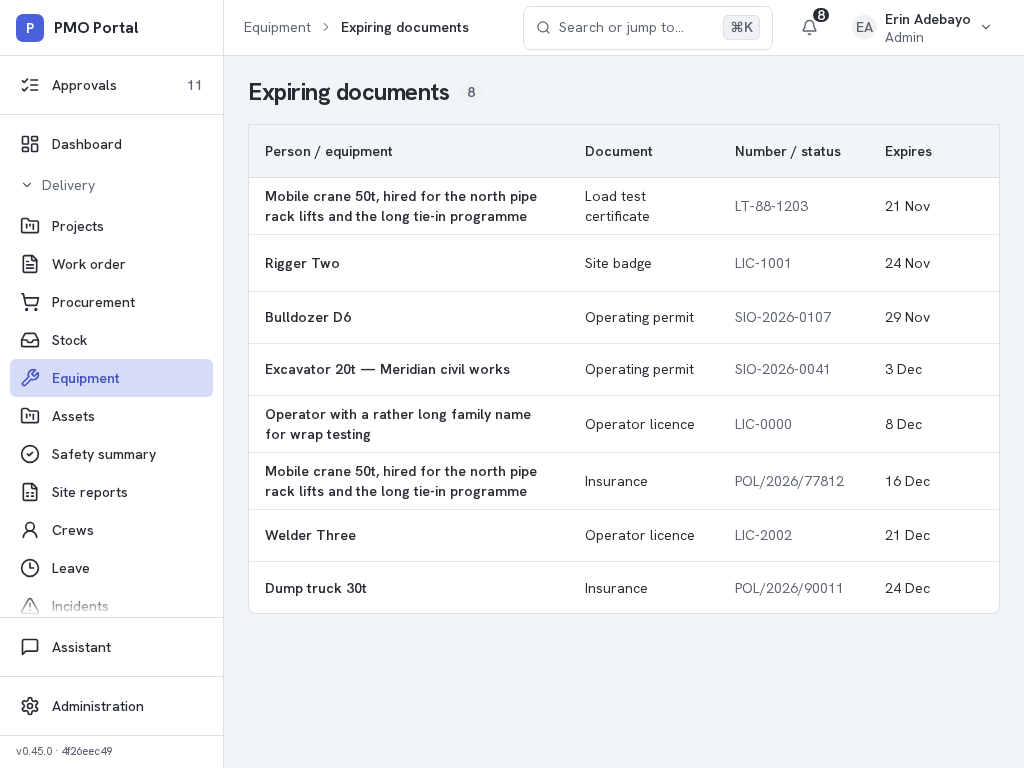 P PMO Portal
Equipment > Expiring documents
Search or jump to...
⌘K
8
EA
Erin Adebayo
Admin
Approvals 11
Dashboard
Delivery
Projects
Work order
Procurement
Stock
Equipment
Assets
Safety summary
Site reports
Crews
Leave
Incidents
Assistant
Administration
v0.45.0 · 4f26eec49
Expiring documents 8
Person / equipment Document Number / status Expires
Mobile crane 50t, hired for the north pipe
rack lifts and the long tie-in programme
Load test
certificate
LT-88-1203
21 Nov
Rigger Two Site badge LIC-1001 24 Nov
Bulldozer D6 Operating permit SIO-2026-0107 29 Nov
Excavator 20t — Meridian civil works Operating permit SIO-2026-0041 3 Dec
Operator with a rather long family name
for wrap testing
Operator licence
LIC-0000
8 Dec
Mobile crane 50t, hired for the north pipe
rack lifts and the long tie-in programme
Insurance
POL/2026/77812
16 Dec
Welder Three Operator licence LIC-2002 21 Dec
Dump truck 30t Insurance POL/2026/90011 24 Dec